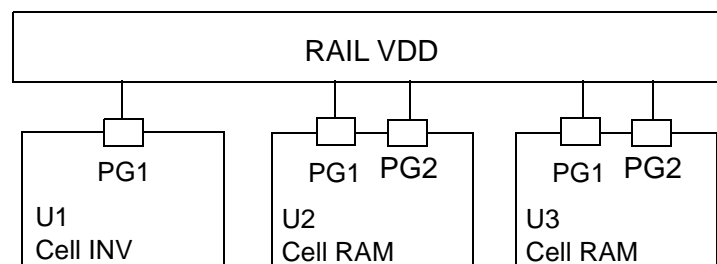 RAIL VDD
PG1
PG1 PG2
PG1 PG2
U1
Cell INV
U2
Cell RAM
U3
Cell RAM